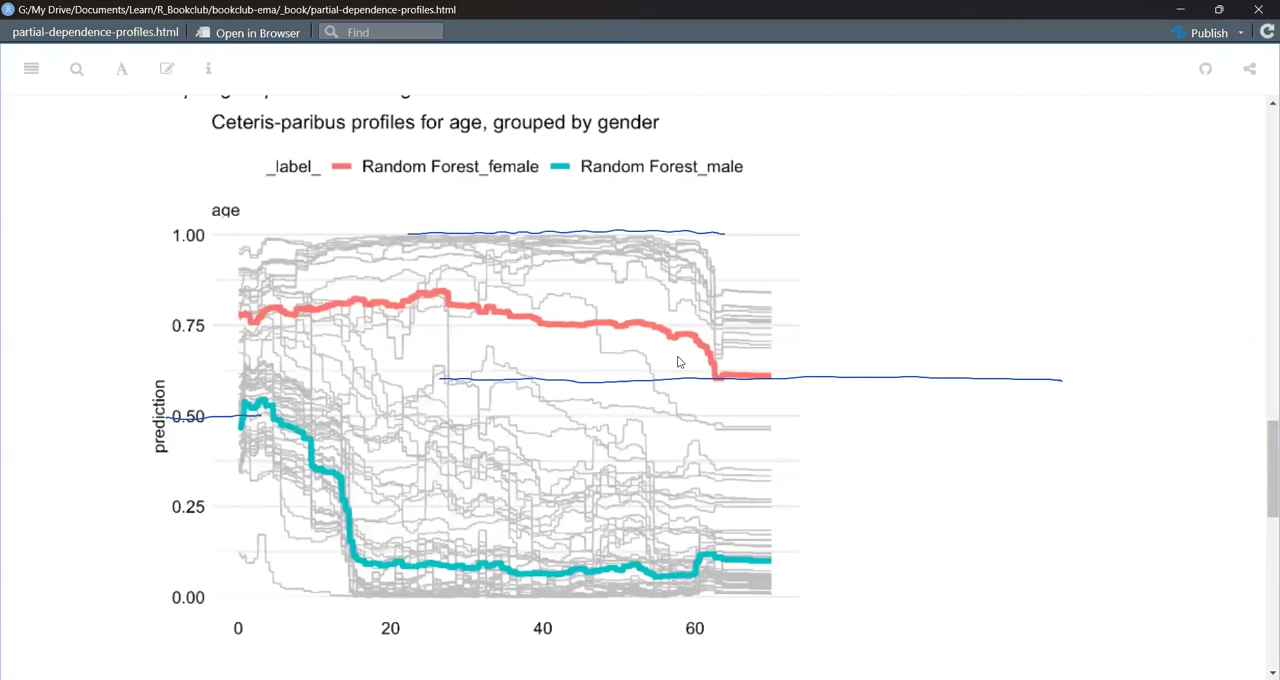 G:/My Drive/Documents/Learn/R_Bookclub/bookclub-ema/_book/partial-dependence-profiles.html
partial-dependence-profiles.html Open in Browser Find Publish
Ceteris-paribus profiles for age, grouped by gender
_label_ Random Forest_female Random Forest_male
age
1.00
0.75
0.50
0.25
0.00
prediction
0 20 40 60